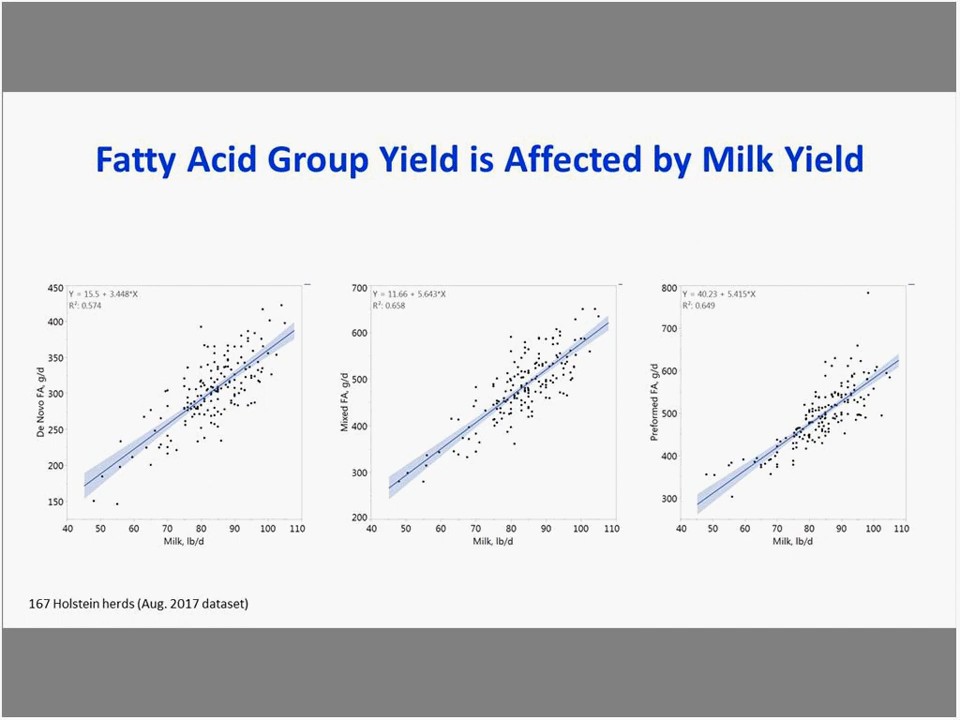 Fatty Acid Group Yield is Affected by Milk Yield
Y = 15.5 + 3.448*X
R²: 0.574
450
400
350
300
250
200
150
De Novo FA, g/d
40 50 60 70 80 90 100 110
Milk, lb/d
Y = 11.66 + 5.643*X
R²: 0.658
700
600
500
400
300
200
Mixed FA, g/d
40 50 60 70 80 90 100 110
Milk, lb/d
Y = 40.23 + 5.415*X
R²: 0.649
800
700
600
500
400
300
Preformed FA, g/d
40 50 60 70 80 90 100 110
Milk, lb/d
167 Holstein herds (Aug. 2017 dataset)